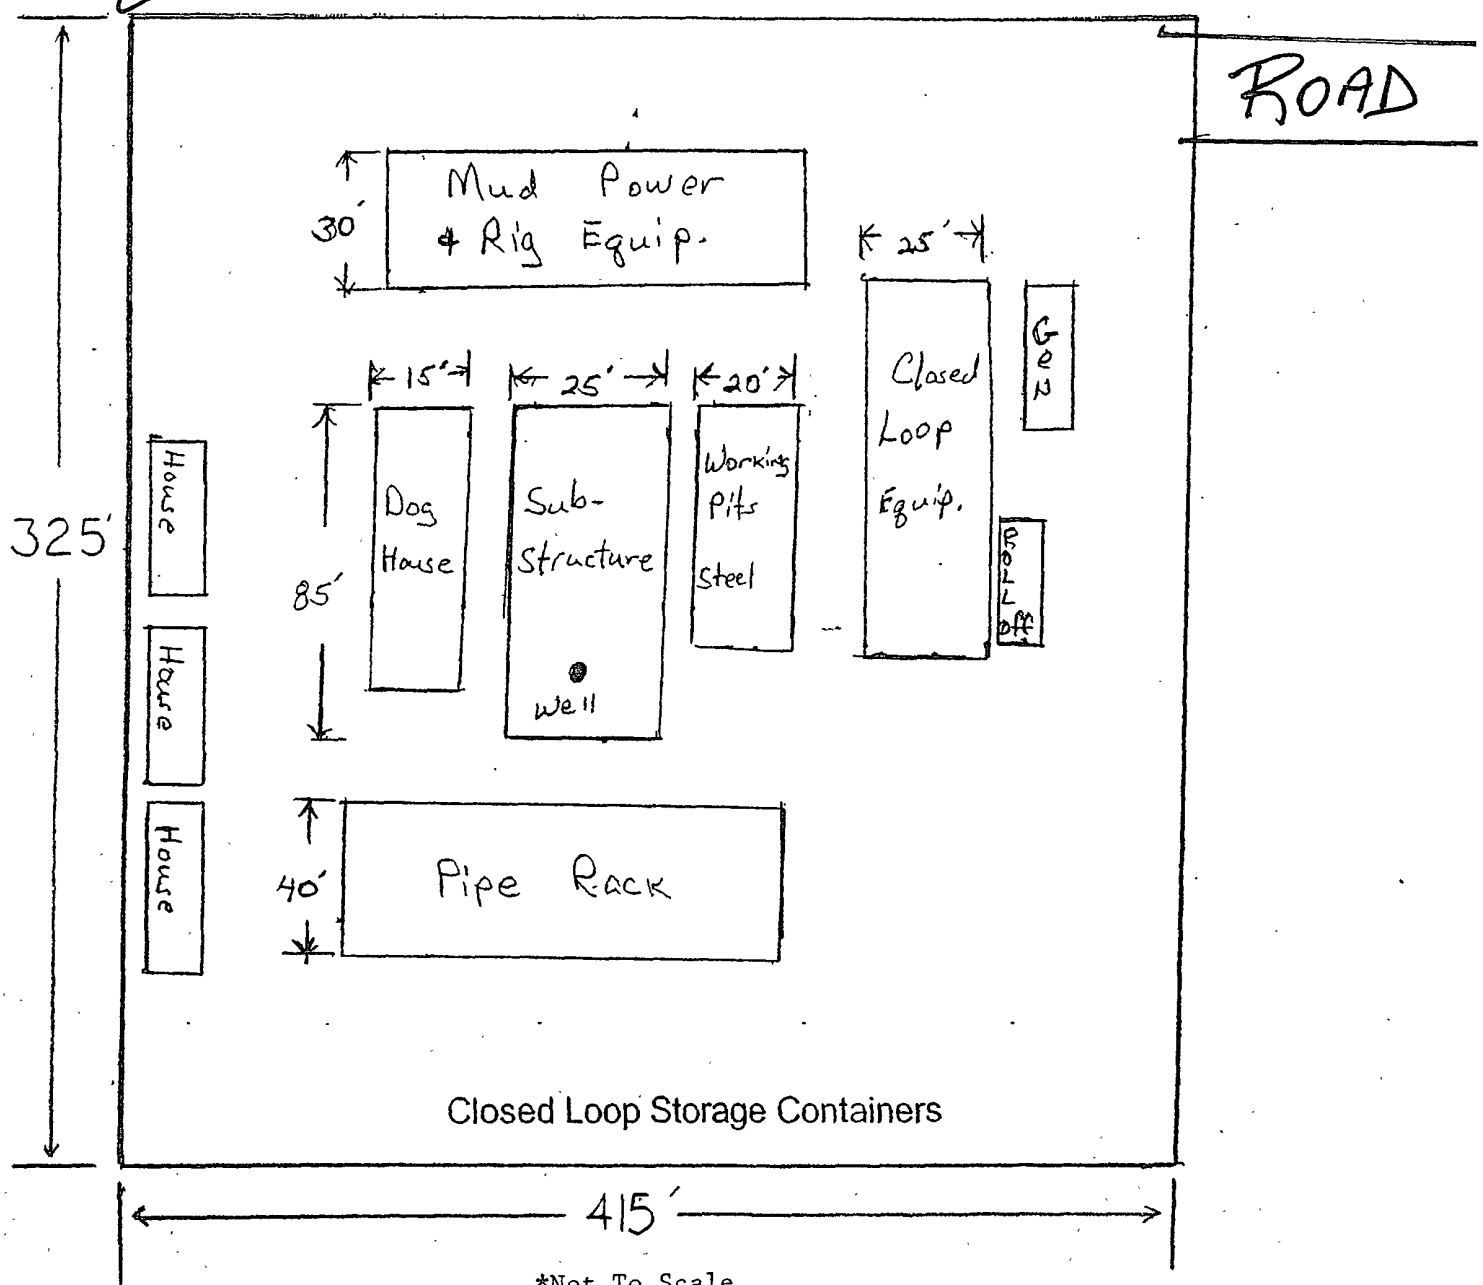 ROAD
Mud Power
& Rig Equip.
30'
25'
Closed
Loop
Equip.
Gen
15'
25'
20'
Dog
House
Sub-
Structure
Well
Working
Pits
Steel
Roll
off
85'
325'
House
House
House
40'
Pipe Rack
Closed Loop Storage Containers
415'
*Not To Scale